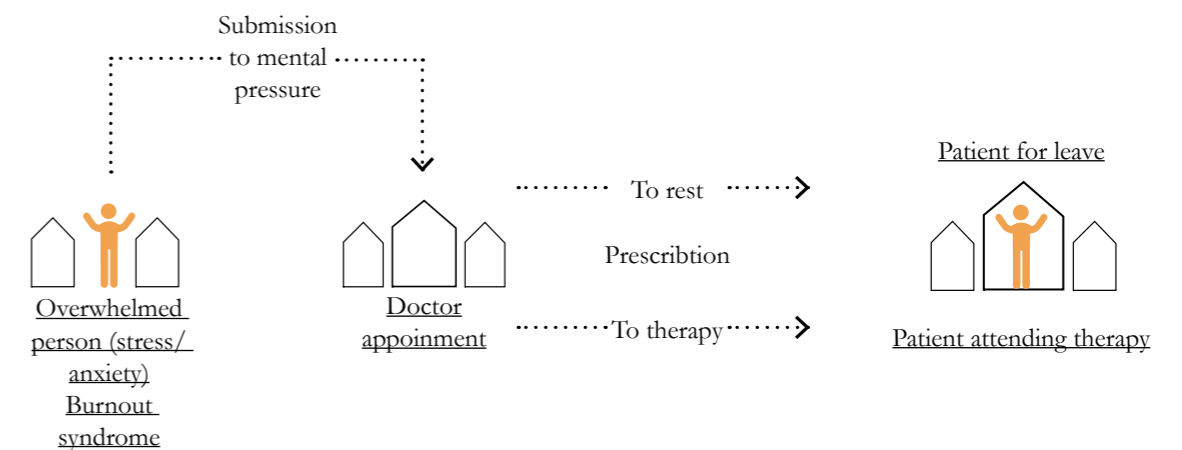 Submission
to mental
pressure
Overwhelmed
person (stress/
anxiety)
Burnout
syndrome
Doctor
appoinment
To rest
Prescribtion
To therapy
Patient for leave
Patient attending therapy